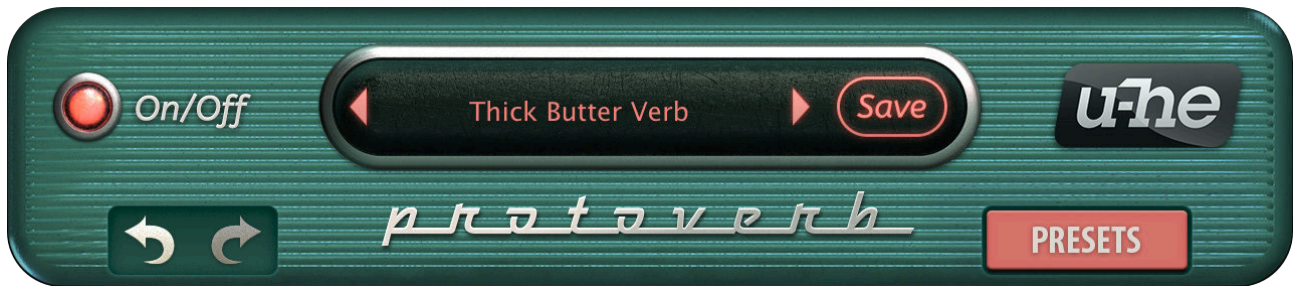 On/Off
Thick Butter Verb
Save
u-he
protoverb
PRESETS